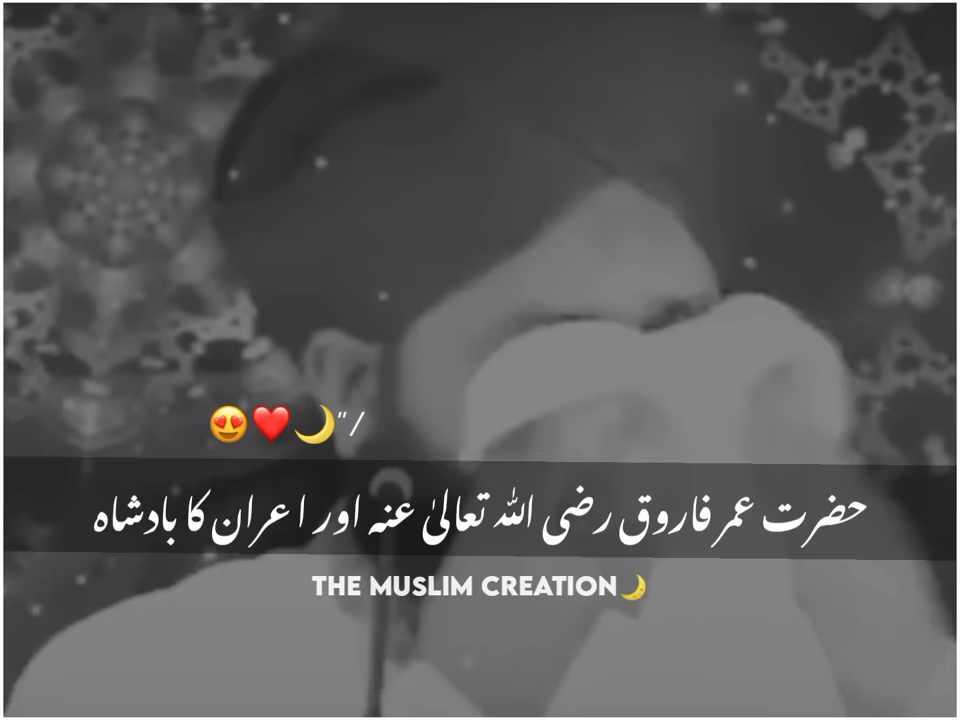 😍❤️🌙"/
حضرت عمر فاروق رضی اللہ تعالیٰ عنہ اور اعران کا بادشاہ
THE MUSLIM CREATION🌙